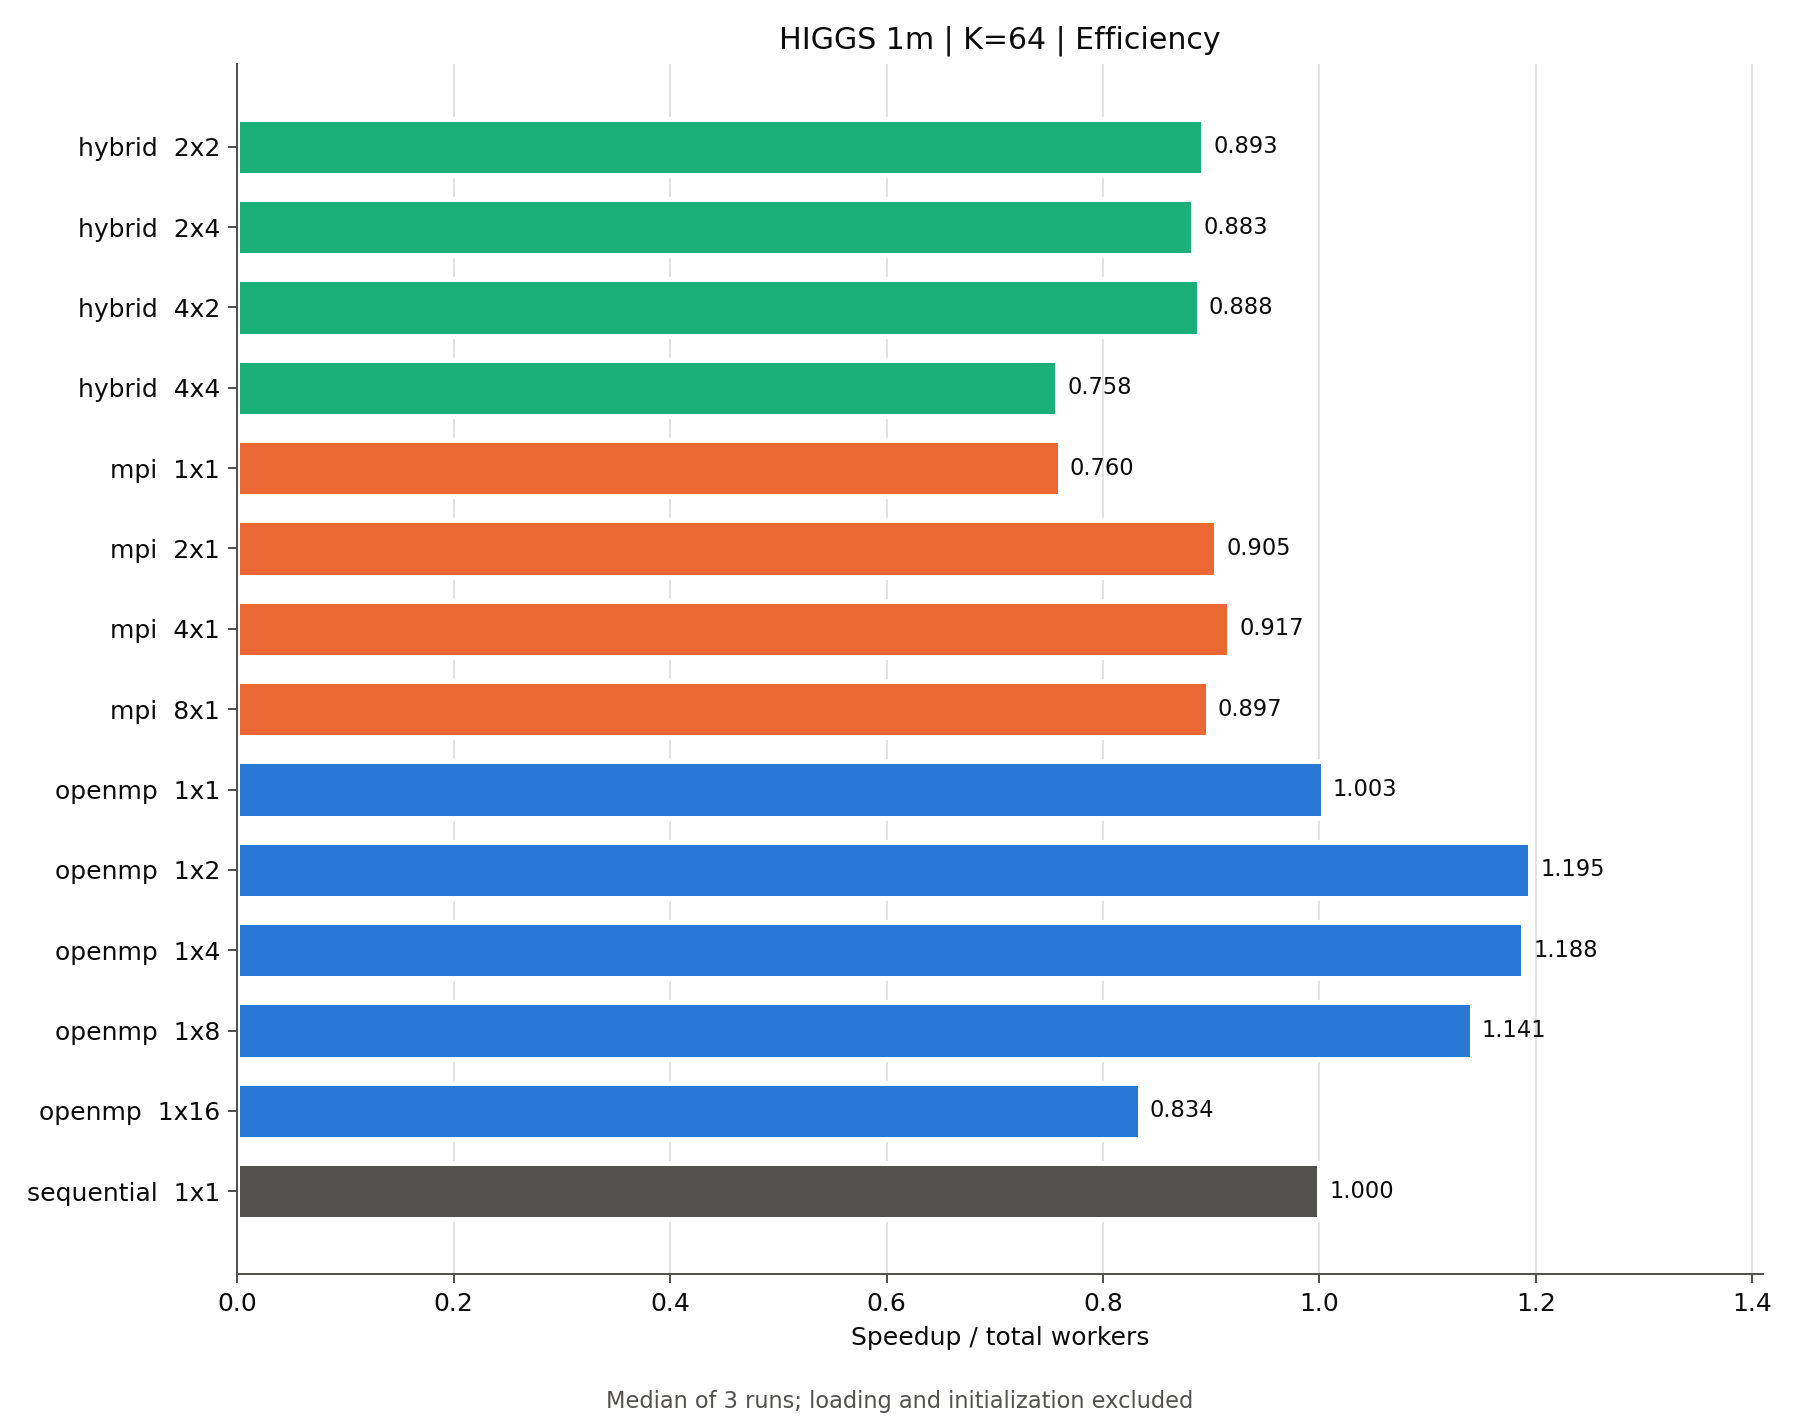 HIGGS 1m | K=64 | Efficiency
hybrid 2x2 0.893
hybrid 2x4 0.883
hybrid 4x2 0.888
hybrid 4x4 0.758
mpi 1x1 0.760
mpi 2x1 0.905
mpi 4x1 0.917
mpi 8x1 0.897
openmp 1x1 1.003
openmp 1x2 1.195
openmp 1x4 1.188
openmp 1x8 1.141
openmp 1x16 0.834
sequential 1x1 1.000
0.0 0.2 0.4 0.6 0.8 1.0 1.2 1.4
Speedup / total workers
Median of 3 runs; loading and initialization excluded